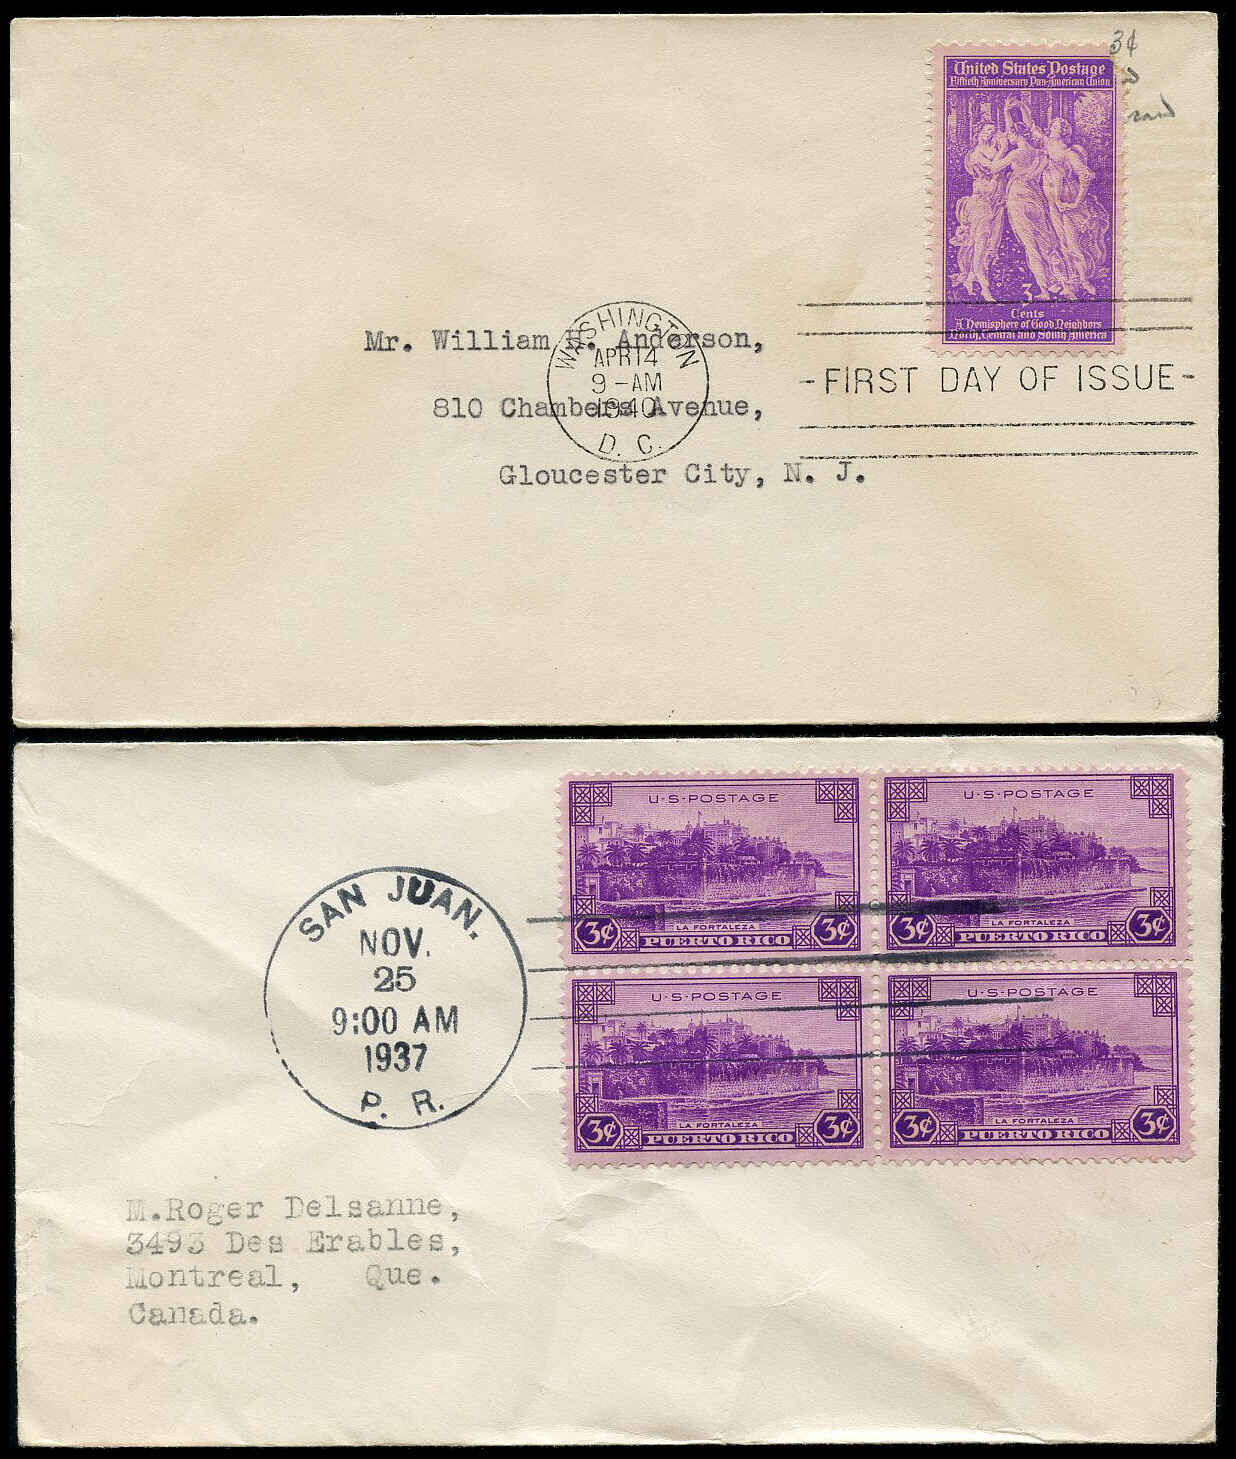 3¢
United States Postage
Fiftieth Anniversary Pan-American Union
3
Cents
A Hemisphere of Good Neighbors
North, Central and South America
WASHINGTON
APR 14
9-AM
1940
D. C.
-FIRST DAY OF ISSUE-
Mr. William H. Anderson,
810 Chambers Avenue,
Gloucester City, N. J.
U·S·POSTAGE
LA FORTALEZA
3¢ PUERTO RICO 3¢
U·S·POSTAGE
LA FORTALEZA
3¢ PUERTO RICO 3¢
U·S·POSTAGE
LA FORTALEZA
3¢ PUERTO RICO 3¢
U·S·POSTAGE
LA FORTALEZA
3¢ PUERTO RICO 3¢
SAN JUAN.
NOV.
25
9:00 AM
1937
P. R.
M.Roger Delsanne,
3493 Des Erables,
Montreal, Que.
Canada.